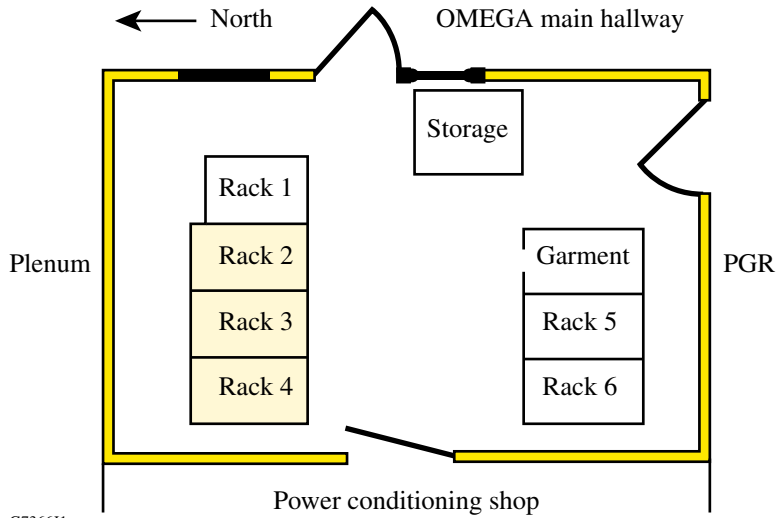 North
OMEGA main hallway
Storage
Rack 1
Plenum
Rack 2
Garment
PGR
Rack 3
Rack 5
Rack 4
Rack 6
Power conditioning shop